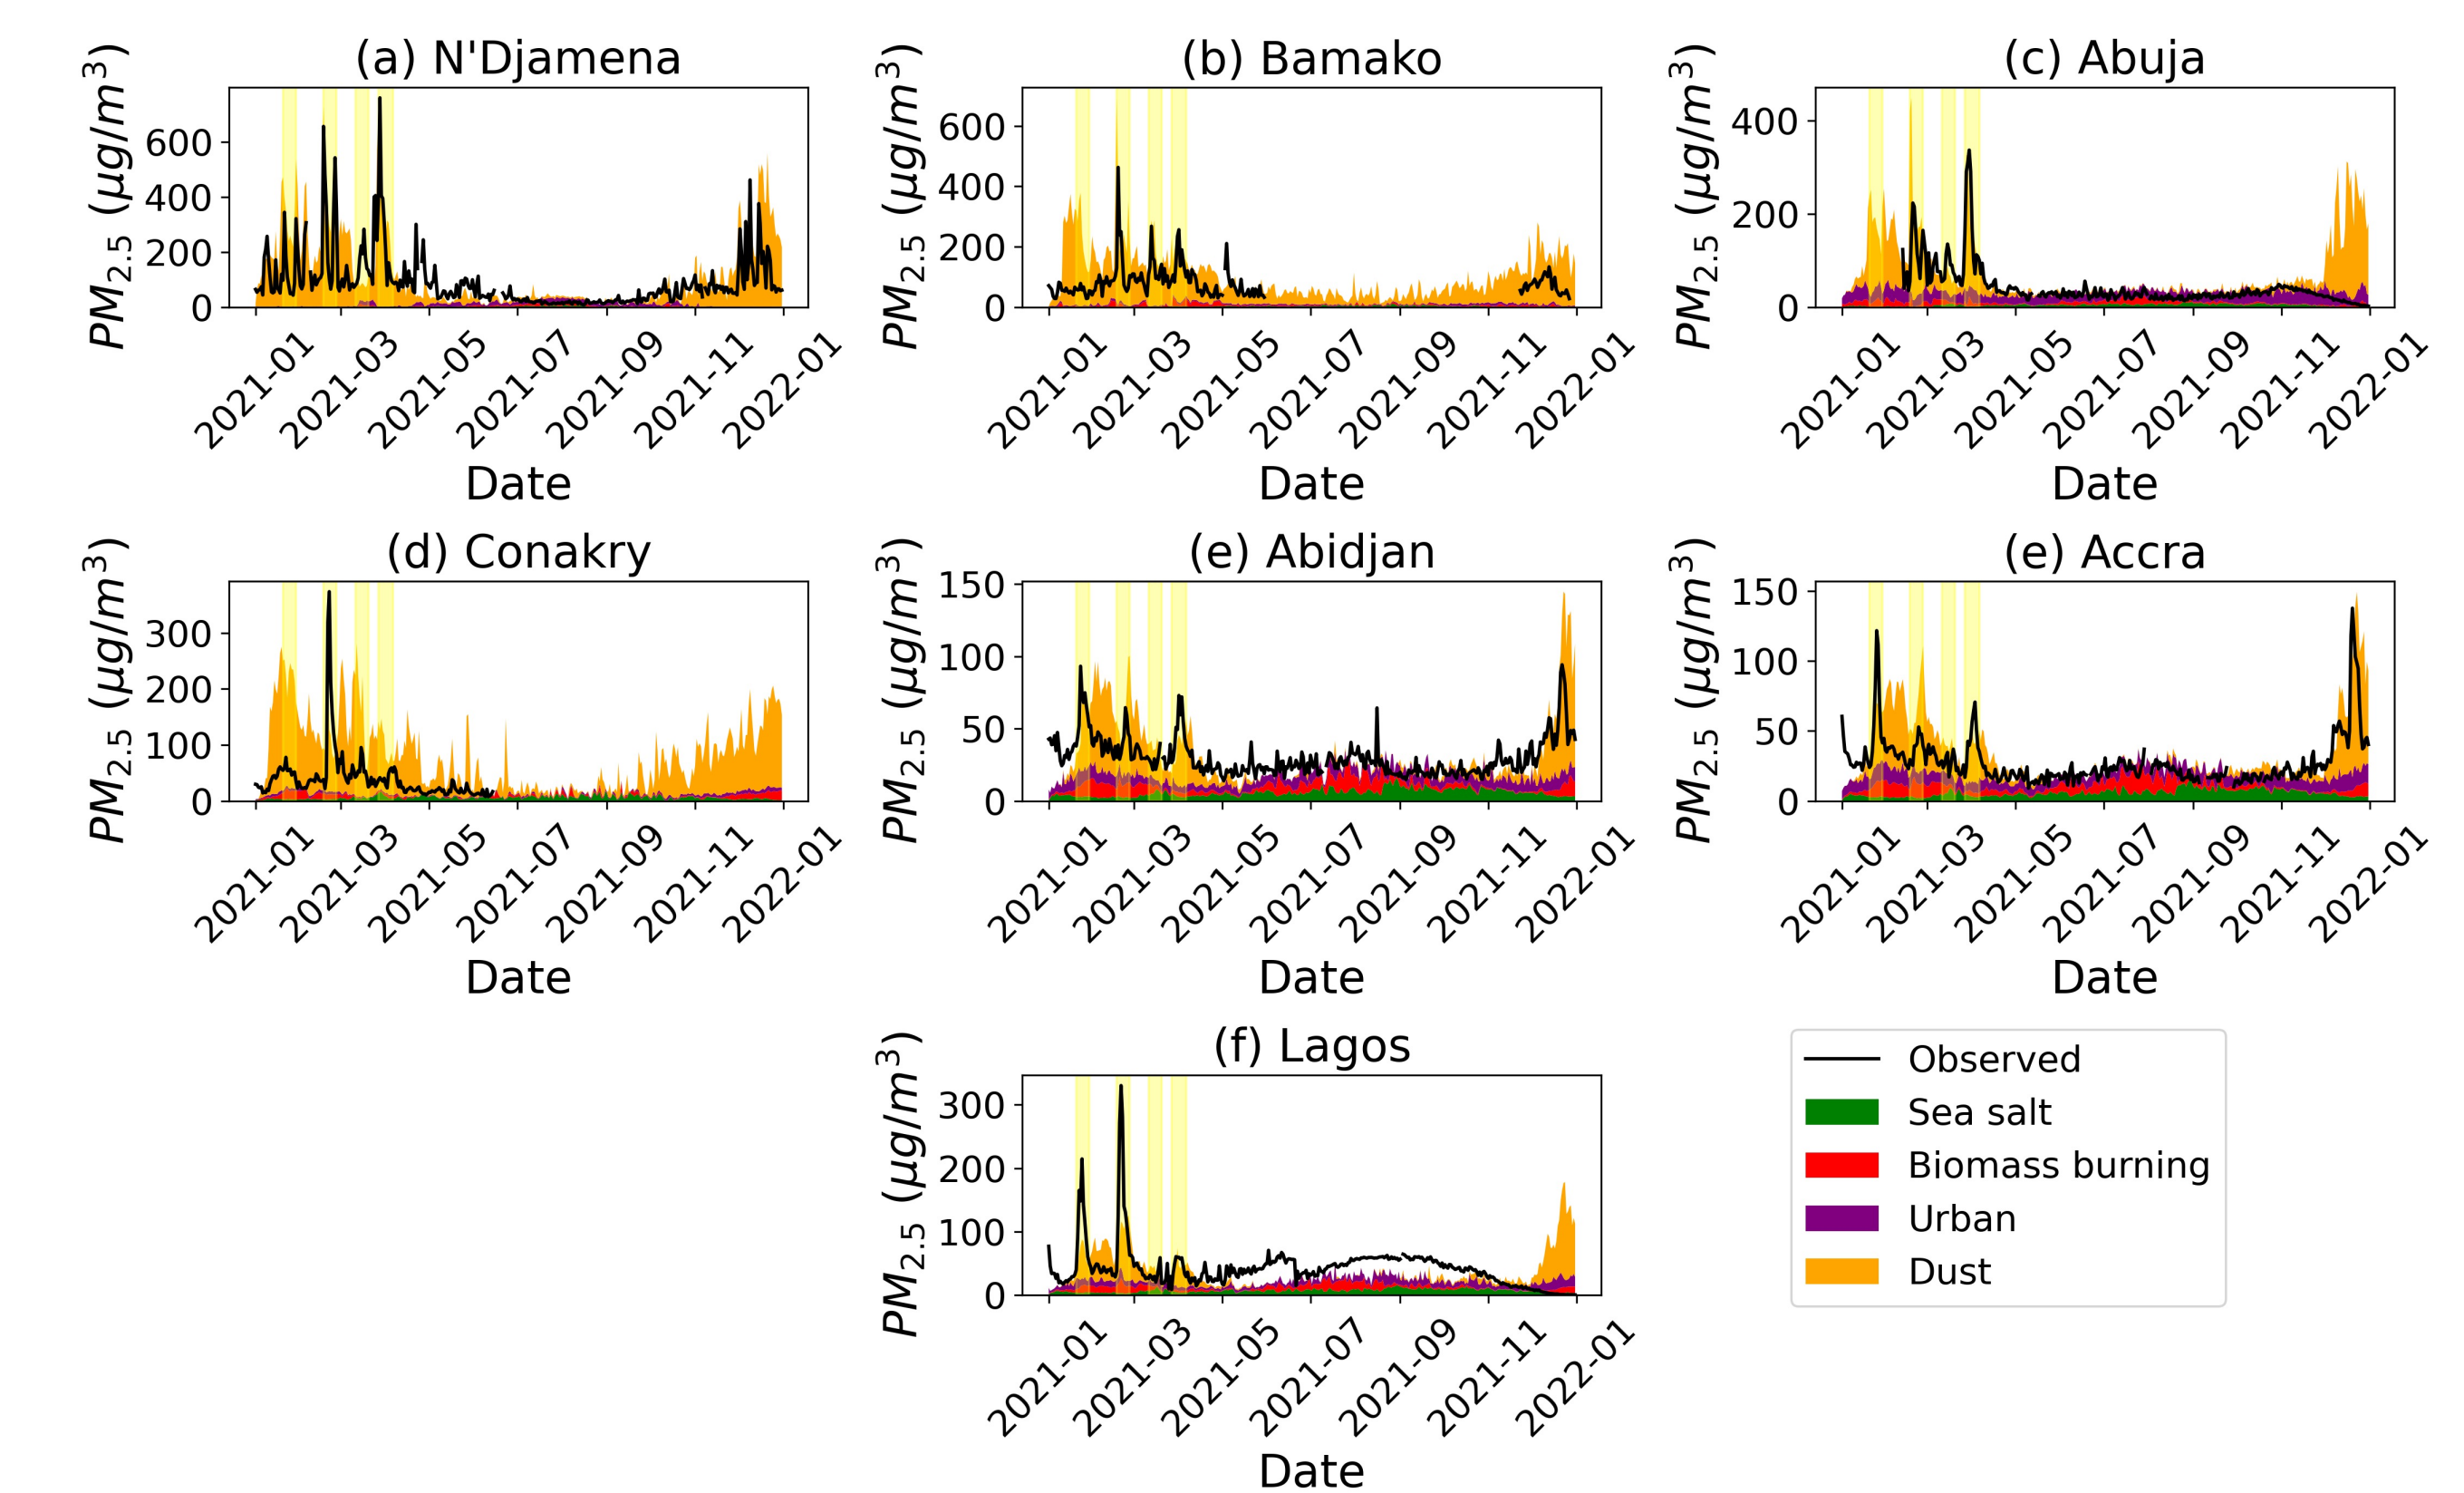 (a) N'Djamena
PM2.5 (μg/m3)
600
400
200
0
2021-01
2021-03
2021-05
2021-07
2021-09
2021-11
2022-01
Date
(b) Bamako
PM2.5 (μg/m3)
600
400
200
0
2021-01
2021-03
2021-05
2021-07
2021-09
2021-11
2022-01
Date
(c) Abuja
PM2.5 (μg/m3)
400
200
0
2021-01
2021-03
2021-05
2021-07
2021-09
2021-11
2022-01
Date
(d) Conakry
PM2.5 (μg/m3)
300
200
100
0
2021-01
2021-03
2021-05
2021-07
2021-09
2021-11
2022-01
Date
(e) Abidjan
PM2.5 (μg/m3)
150
100
50
0
2021-01
2021-03
2021-05
2021-07
2021-09
2021-11
2022-01
Date
(e) Accra
PM2.5 (μg/m3)
150
100
50
0
2021-01
2021-03
2021-05
2021-07
2021-09
2021-11
2022-01
Date
(f) Lagos
PM2.5 (μg/m3)
300
200
100
0
2021-01
2021-03
2021-05
2021-07
2021-09
2021-11
2022-01
Date
Observed
Sea salt
Biomass burning
Urban
Dust